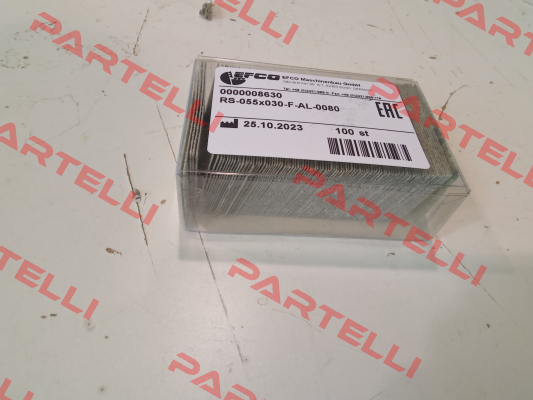 EFCO EFCO Maschinenbau GmbH
0000008630
RS-055x030-F-AL-0080
EAC
25.10.2023 100 st
PARTELLI
PARTELLI
PARTELLI
PARTELLI
PARTELLI